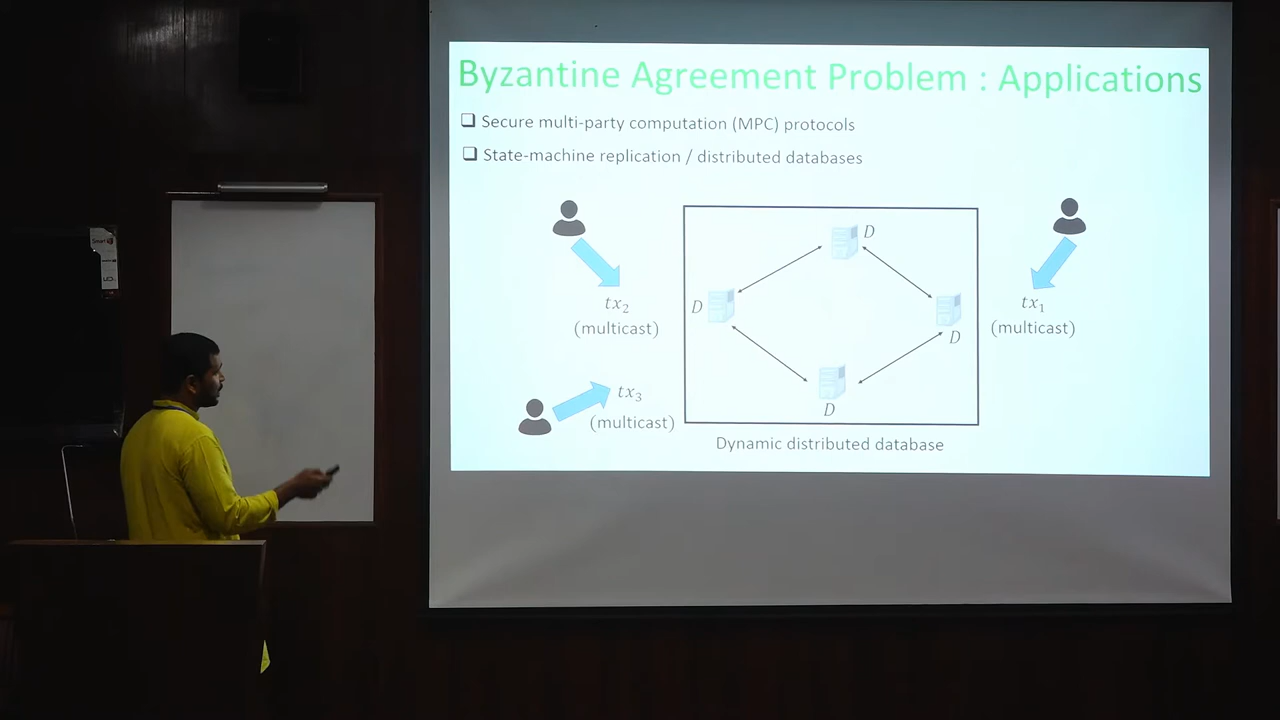 Byzantine Agreement Problem : Applications
❑ Secure multi-party computation (MPC) protocols
❑ State-machine replication / distributed databases
D
D
D
D
tx₂
(multicast)
tx₁
(multicast)
tx₃
(multicast)
Dynamic distributed database
Smart